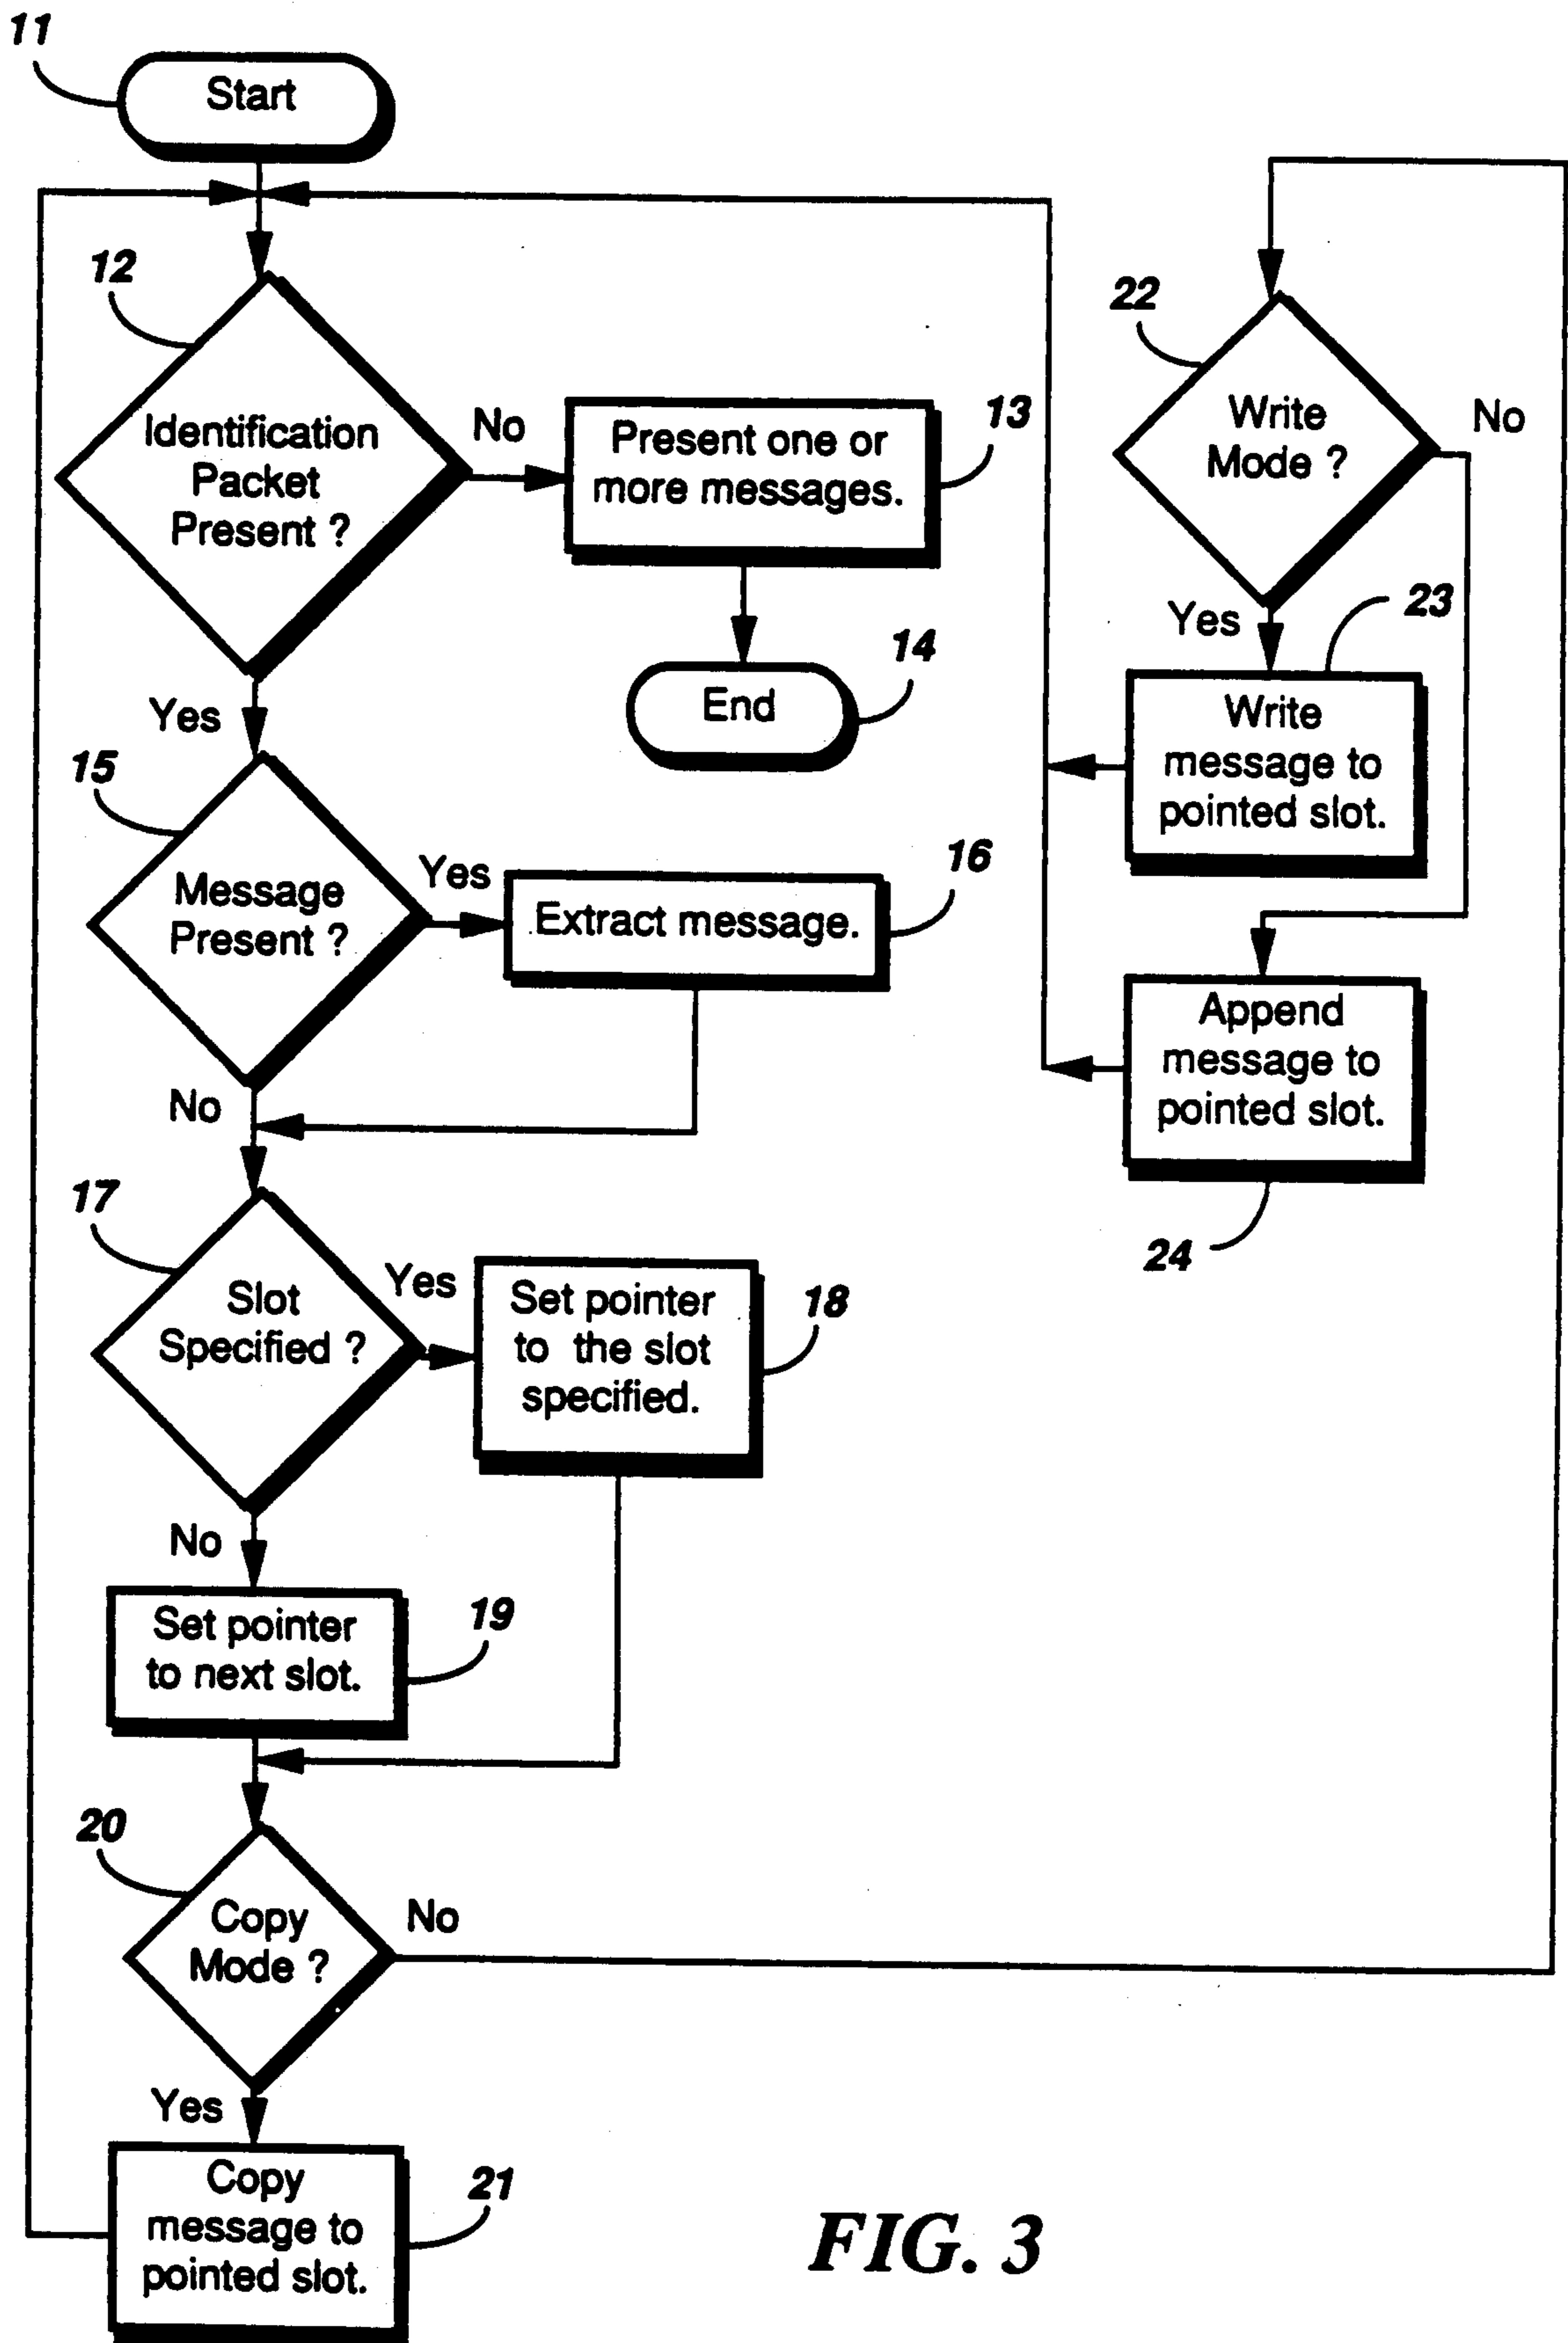 11
Start
12
Identification
Packet
Present ?
No
Present one or
more messages.
13
End
14
Yes
15
Message
Present ?
Yes
Extract message.
16
No
17
Slot
Specified ?
Yes
Set pointer
to the slot
specified.
18
No
Set pointer
to next slot.
19
20
Copy
Mode ?
No
Yes
Copy
message to
pointed slot.
21
22
Write
Mode ?
No
Yes
23
Write
message to
pointed slot.
Append
message to
pointed slot.
24
FIG. 3